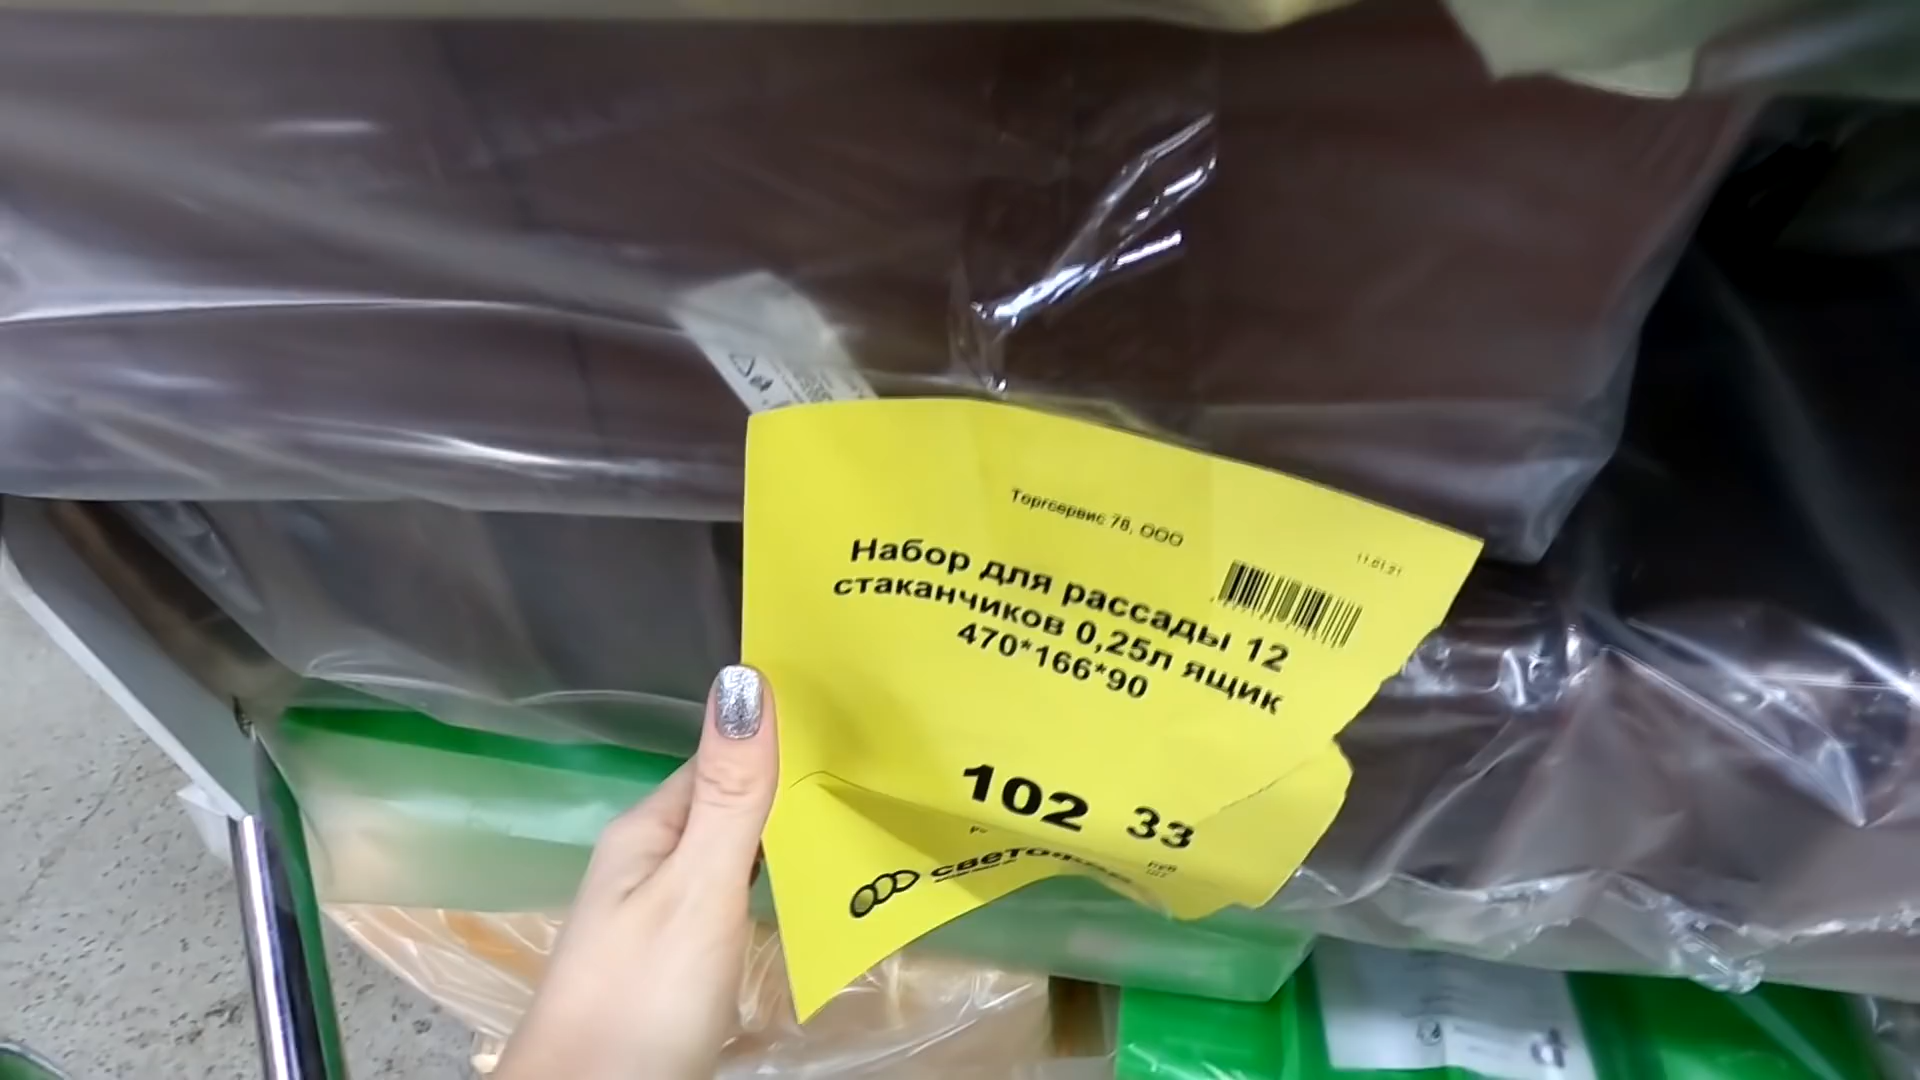 Торгсервис 78, ООО
11.01.21
Набор для рассады 12
стаканчиков 0,25л ящик
470*166*90
102 33
светофор